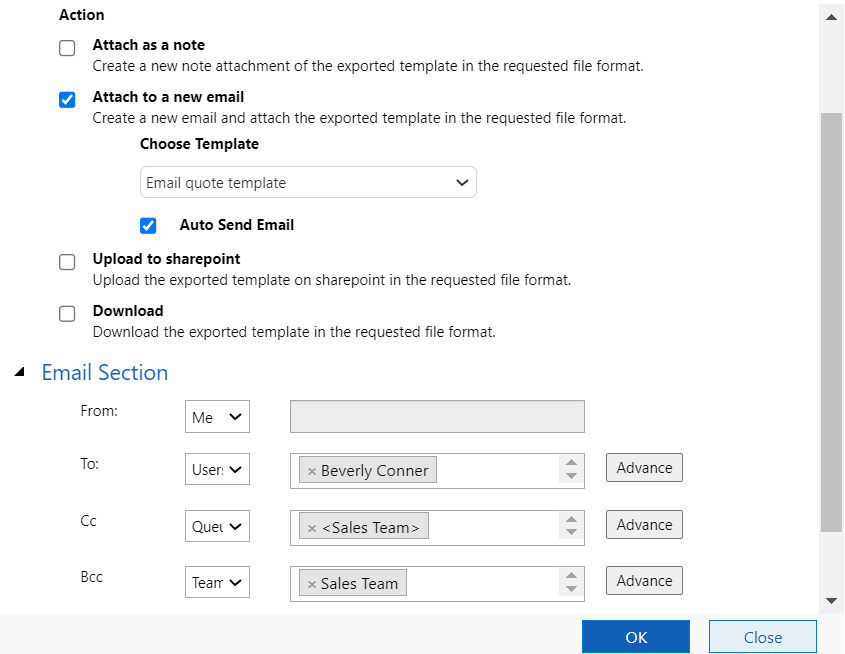 Action
Attach as a note
Create a new note attachment of the exported template in the requested file format.
Attach to a new email
Create a new email and attach the exported template in the requested file format.
Choose Template
Email quote template
Auto Send Email
Upload to sharepoint
Upload the exported template on sharepoint in the requested file format.
Download
Download the exported template in the requested file format.
Email Section
From: Me
To: User × Beverly Conner Advance
Cc Queu × <Sales Team> Advance
Bcc Team × Sales Team Advance
OK Close